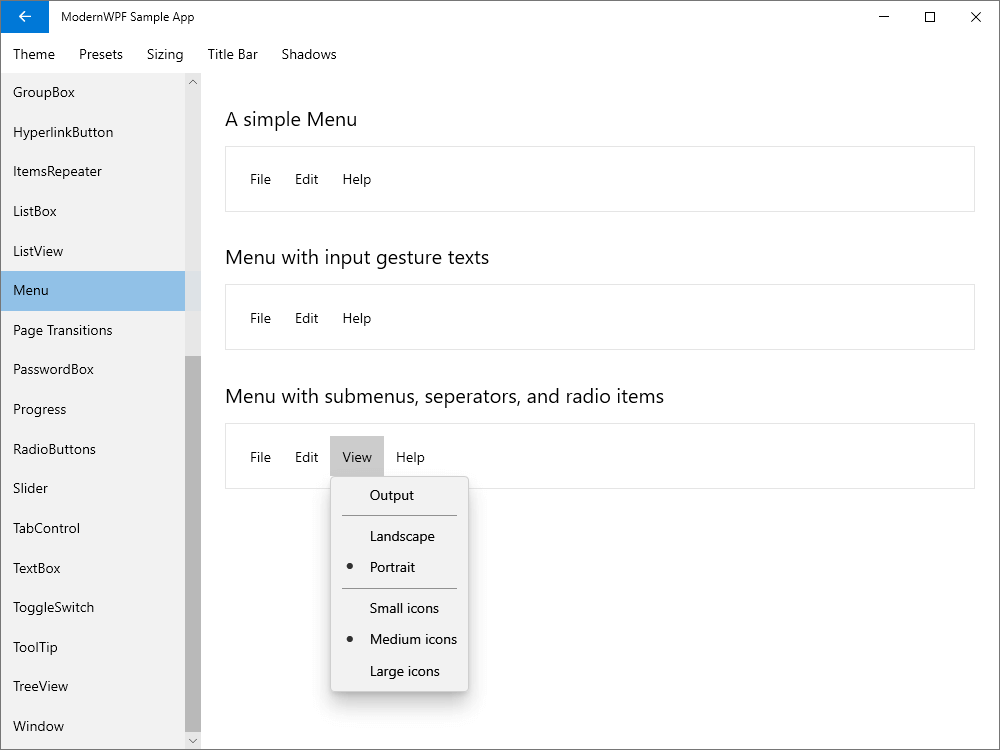 ModernWPF Sample App
Theme Presets Sizing Title Bar Shadows
GroupBox
HyperlinkButton
ItemsRepeater
ListBox
ListView
Menu
Page Transitions
PasswordBox
Progress
RadioButtons
Slider
TabControl
TextBox
ToggleSwitch
ToolTip
TreeView
Window
A simple Menu
File Edit Help
Menu with input gesture texts
File Edit Help
Menu with submenus, seperators, and radio items
File Edit View Help
Output
Landscape
Portrait
Small icons
Medium icons
Large icons